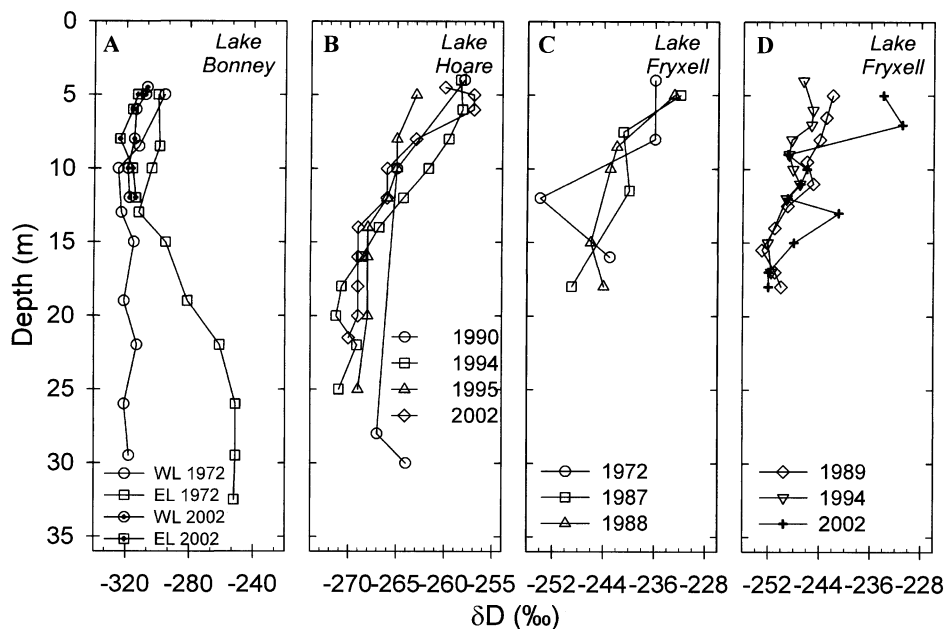 A
Lake
Bonney
B
Lake
Hoare
C
Lake
Fryxell
D
Lake
Fryxell
Depth (m)
0
5
10
15
20
25
30
35
WL 1972
EL 1972
WL 2002
EL 2002
1990
1994
1995
2002
1972
1987
1988
1989
1994
2002
-320 -280 -240
-270 -265 -260 -255
-252 -244 -236 -228
-252 -244 -236 -228
δD (‰)